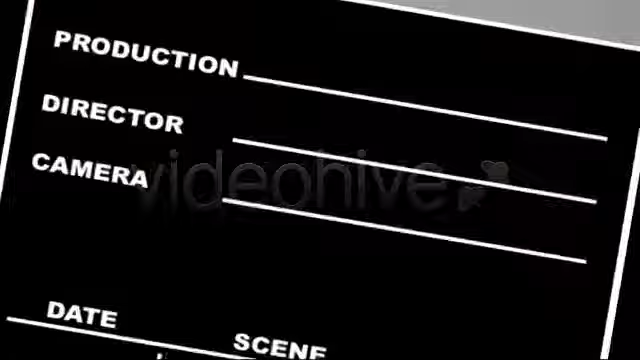 PRODUCTION
DIRECTOR
CAMERA
videohive
DATE
SCENE